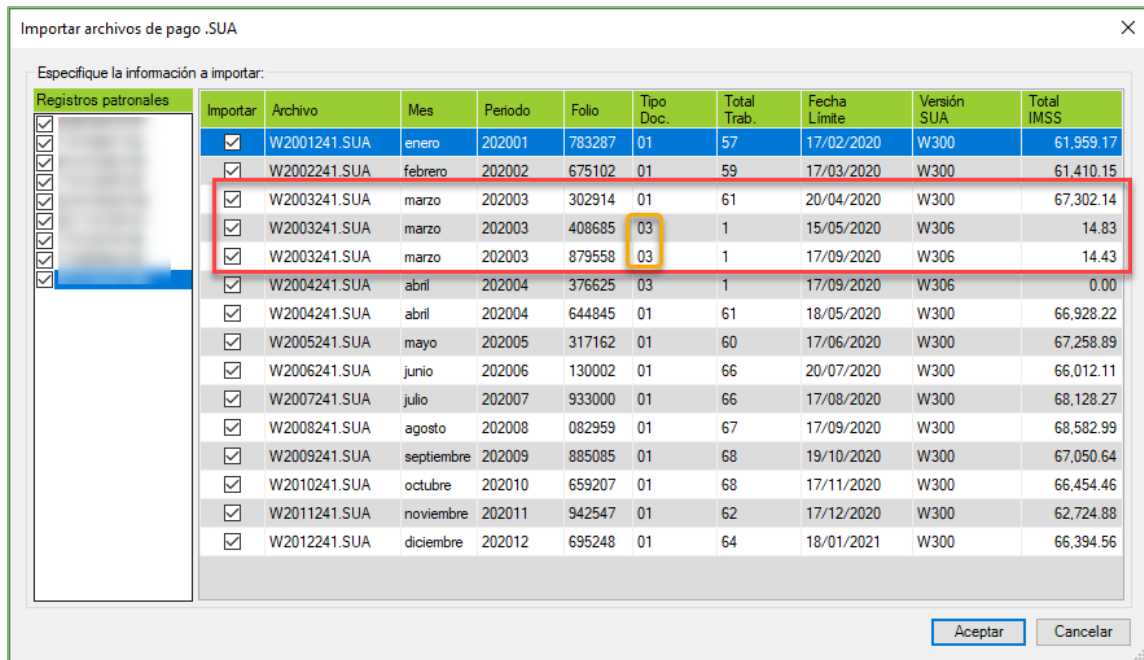 Importar archivos de pago .SUA
Especifique la información a importar:
Registros patronales
Importar Archivo Mes Periodo Folio Tipo Doc. Total Trab. Fecha Límite Versión SUA Total IMSS
W2001241.SUA enero 202001 783287 01 57 17/02/2020 W300 61,959.17
W2002241.SUA febrero 202002 675102 01 59 17/03/2020 W300 61,410.15
W2003241.SUA marzo 202003 302914 01 61 20/04/2020 W300 67,302.14
W2003241.SUA marzo 202003 408685 03 1 15/05/2020 W306 14.83
W2003241.SUA marzo 202003 879558 03 1 17/09/2020 W306 14.43
W2004241.SUA abril 202004 376625 03 1 17/09/2020 W306 0.00
W2004241.SUA abril 202004 644845 01 61 18/05/2020 W300 66,928.22
W2005241.SUA mayo 202005 317162 01 60 17/06/2020 W300 67,258.89
W2006241.SUA junio 202006 130002 01 66 20/07/2020 W300 66,012.11
W2007241.SUA julio 202007 933000 01 66 17/08/2020 W300 68,128.27
W2008241.SUA agosto 202008 082959 01 67 17/09/2020 W300 68,582.99
W2009241.SUA septiembre 202009 885085 01 68 19/10/2020 W300 67,050.64
W2010241.SUA octubre 202010 659207 01 68 17/11/2020 W300 66,454.46
W2011241.SUA noviembre 202011 942547 01 62 17/12/2020 W300 62,724.88
W2012241.SUA diciembre 202012 695248 01 64 18/01/2021 W300 66,394.56
Aceptar Cancelar